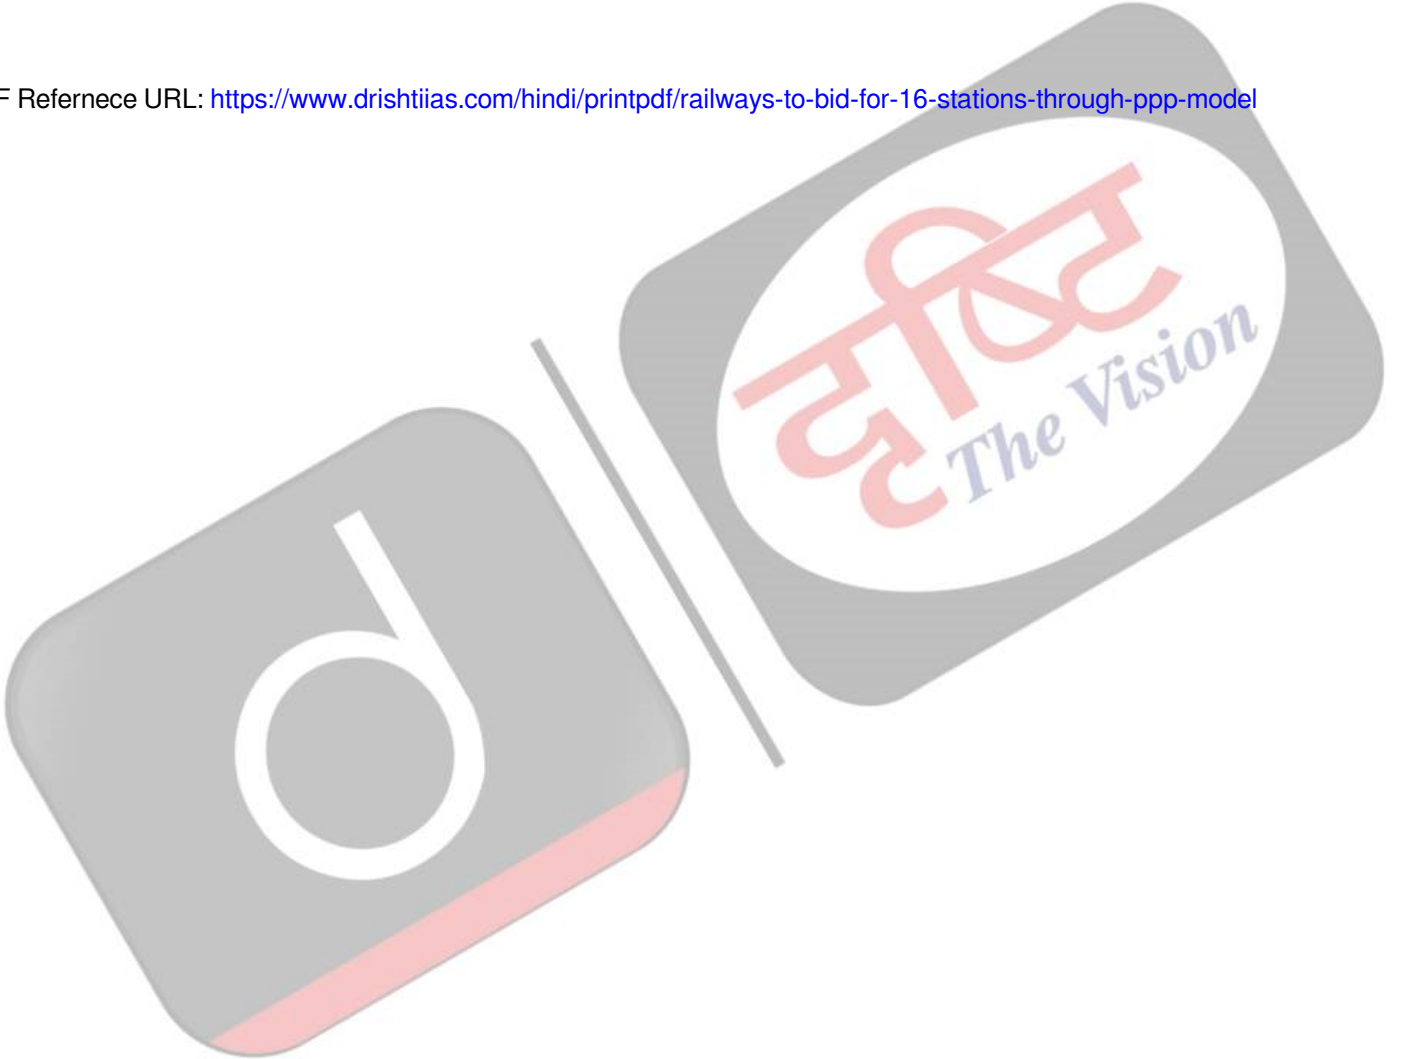 F Refernece URL: https://www.drishtiias.com/hindi/printpdf/railways-to-bid-for-16-stations-through-ppp-model
दृष्टि
The Vision
d